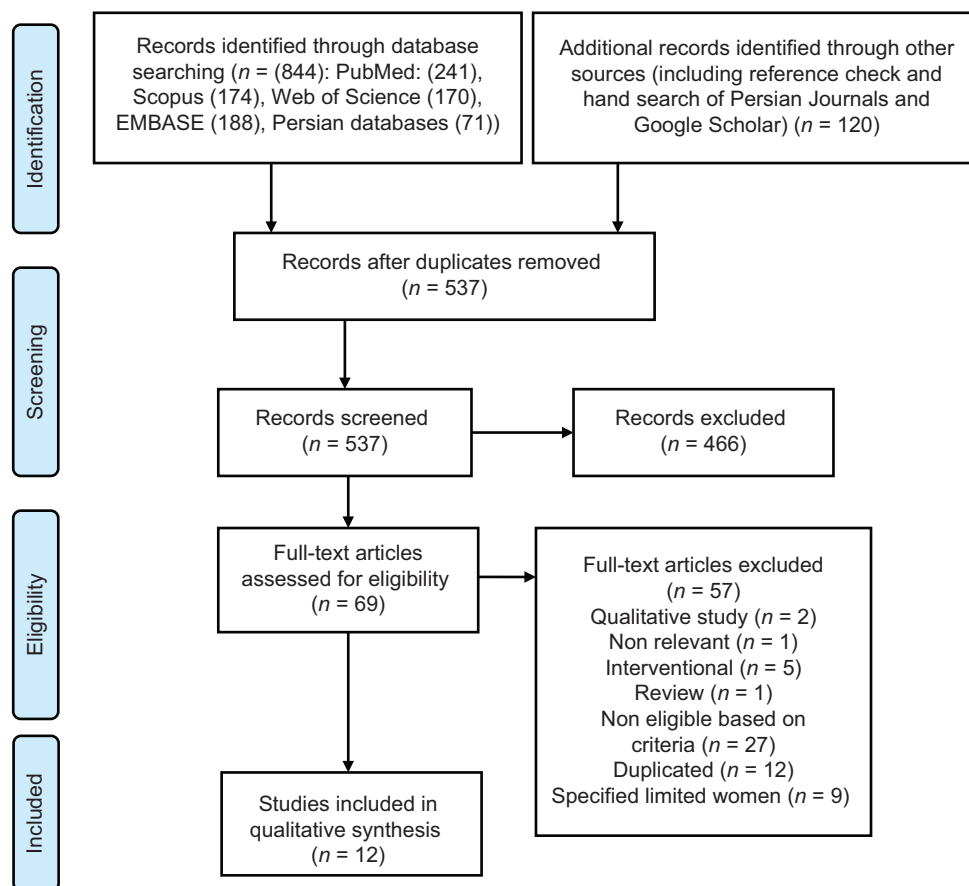 Identification
Records identified through database
searching (n = (844): PubMed: (241),
Scopus (174), Web of Science (170),
EMBASE (188), Persian databases (71))
Additional records identified through other
sources (including reference check and
hand search of Persian Journals and
Google Scholar) (n = 120)
Records after duplicates removed
(n = 537)
Screening
Records screened
(n = 537)
Records excluded
(n = 466)
Eligibility
Full-text articles
assessed for eligibility
(n = 69)
Full-text articles excluded
(n = 57)
Qualitative study (n = 2)
Non relevant (n = 1)
Interventional (n = 5)
Review (n = 1)
Non eligible based on
criteria (n = 27)
Duplicated (n = 12)
Specified limited women (n = 9)
Included
Studies included in
qualitative synthesis
(n = 12)